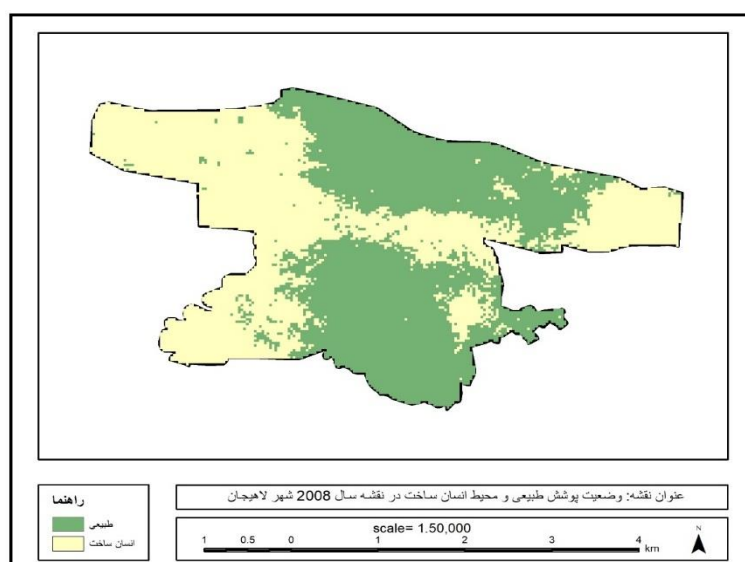 راهنما
طبیعی
انسان ساخت
عنوان نقشه: وضعیت پوشش طبیعی و محیط انسان ساخت در نقشه سال 2008 شهر لاهیجان
scale= 1.50,000
1 0.5 0 1 2 3 4
km
N